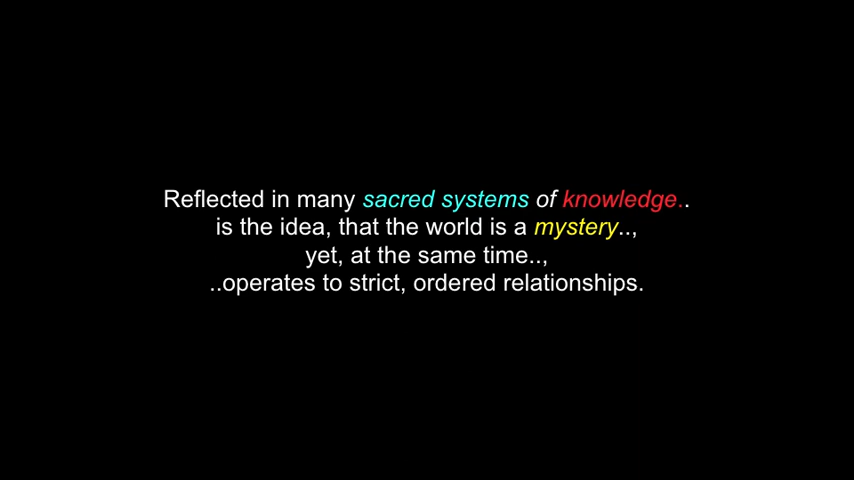 Reflected in many sacred systems of knowledge..
is the idea, that the world is a mystery..,
yet, at the same time..,
..operates to strict, ordered relationships.